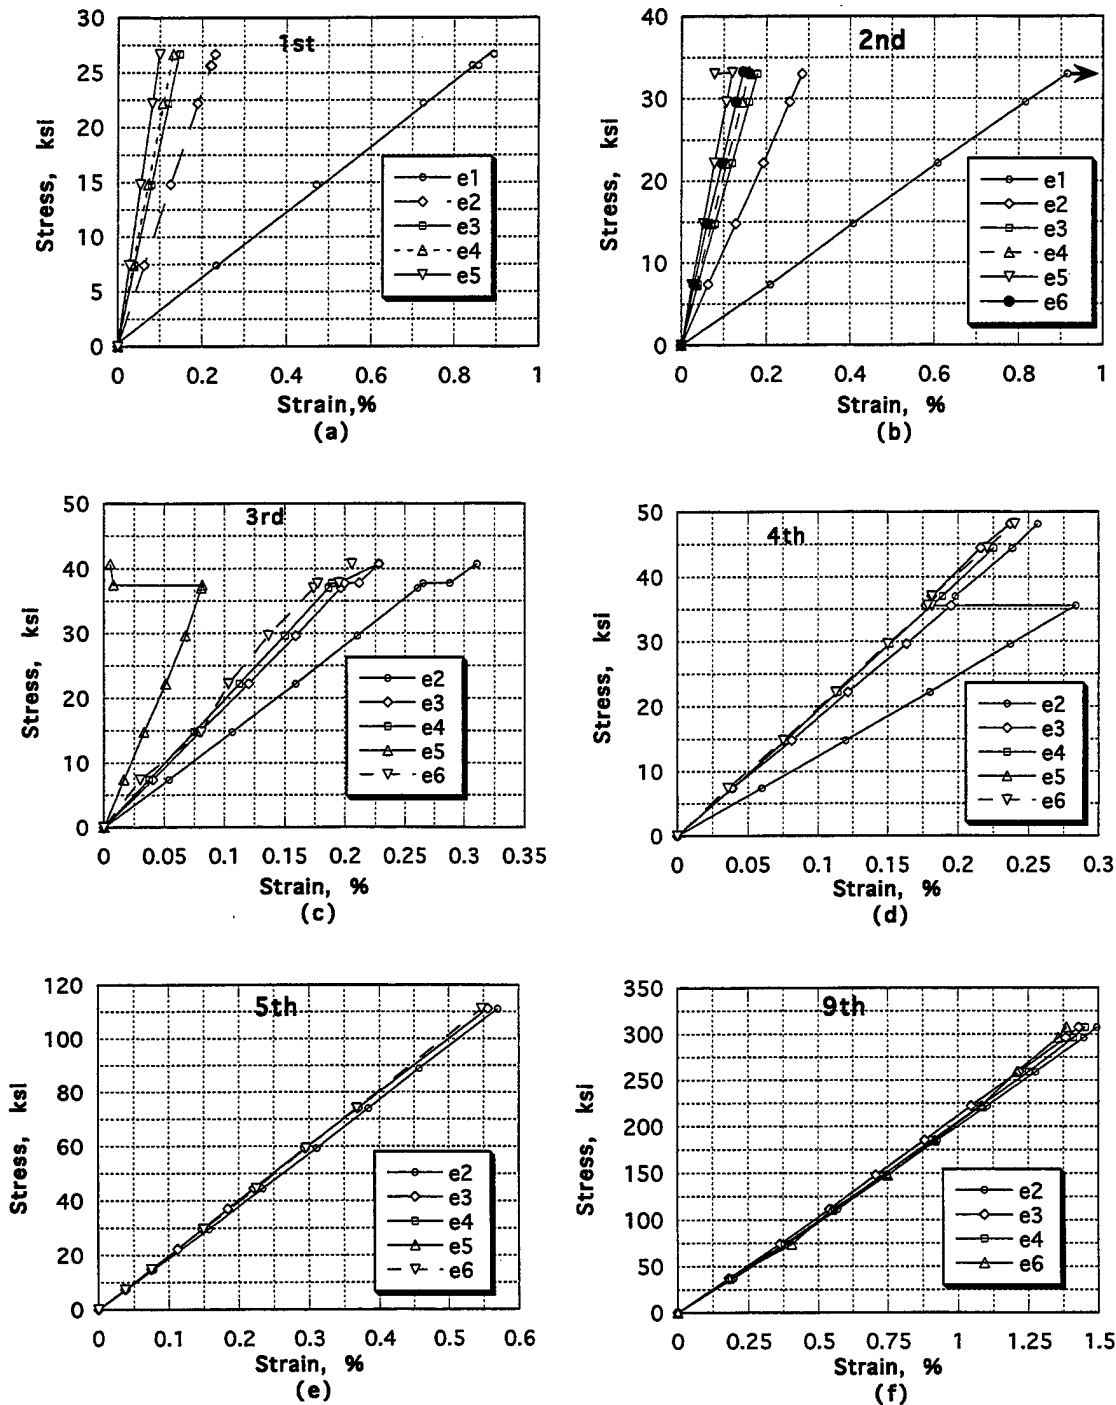 1st
30
25
20
15
10
5
0
Stress, ksi
e1
e2
e3
e4
e5
0 0.2 0.4 0.6 0.8 1
Strain,%
(a)
2nd
40
30
20
10
0
Stress, ksi
e1
e2
e3
e4
e5
e6
0 0.2 0.4 0.6 0.8 1
Strain, %
(b)
3rd
50
40
30
20
10
0
Stress, ksi
e2
e3
e4
e5
e6
0 0.05 0.1 0.15 0.2 0.25 0.3 0.35
Strain, %
(c)
4th
50
40
30
20
10
0
Stress, ksi
e2
e3
e4
e5
e6
0 0.05 0.1 0.15 0.2 0.25 0.3
Strain, %
(d)
5th
120
100
80
60
40
20
0
Stress, ksi
e2
e3
e4
e5
e6
0 0.1 0.2 0.3 0.4 0.5 0.6
Strain, %
(e)
9th
350
300
250
200
150
100
50
0
Stress, ksi
e2
e3
e4
e6
0 0.25 0.5 0.75 1 1.25 1.5
Strain, %
(f)